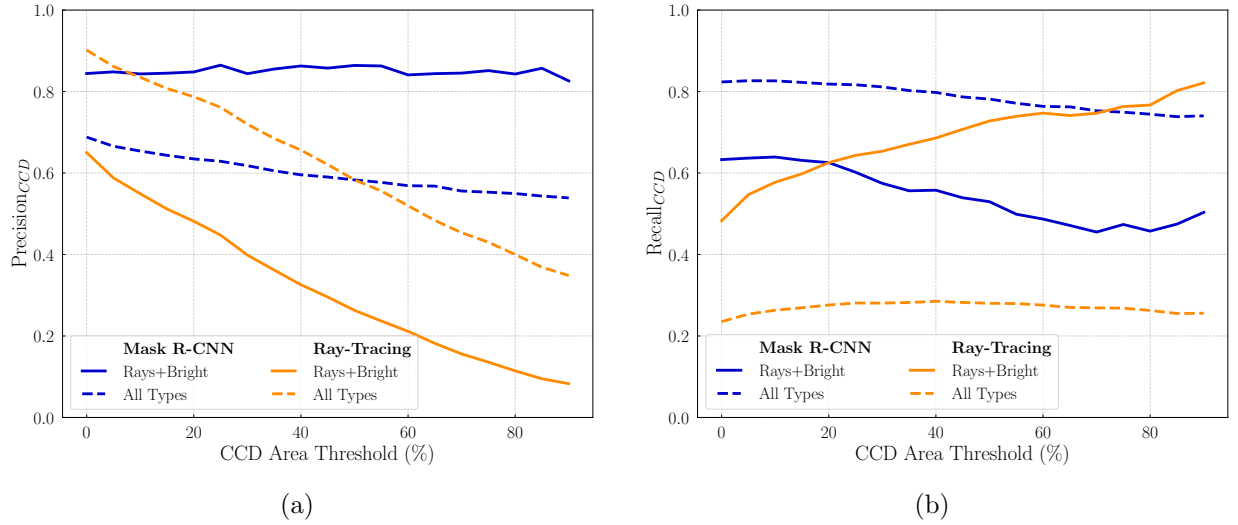 1.0
0.8
0.6
0.4
0.2
0.0
Precision_CCD
0 20 40 60 80
CCD Area Threshold (%)
Mask R-CNN Ray-Tracing
Rays+Bright Rays+Bright
All Types All Types
(a)
1.0
0.8
0.6
0.4
0.2
0.0
Recall_CCD
0 20 40 60 80
CCD Area Threshold (%)
Mask R-CNN Ray-Tracing
Rays+Bright Rays+Bright
All Types All Types
(b)